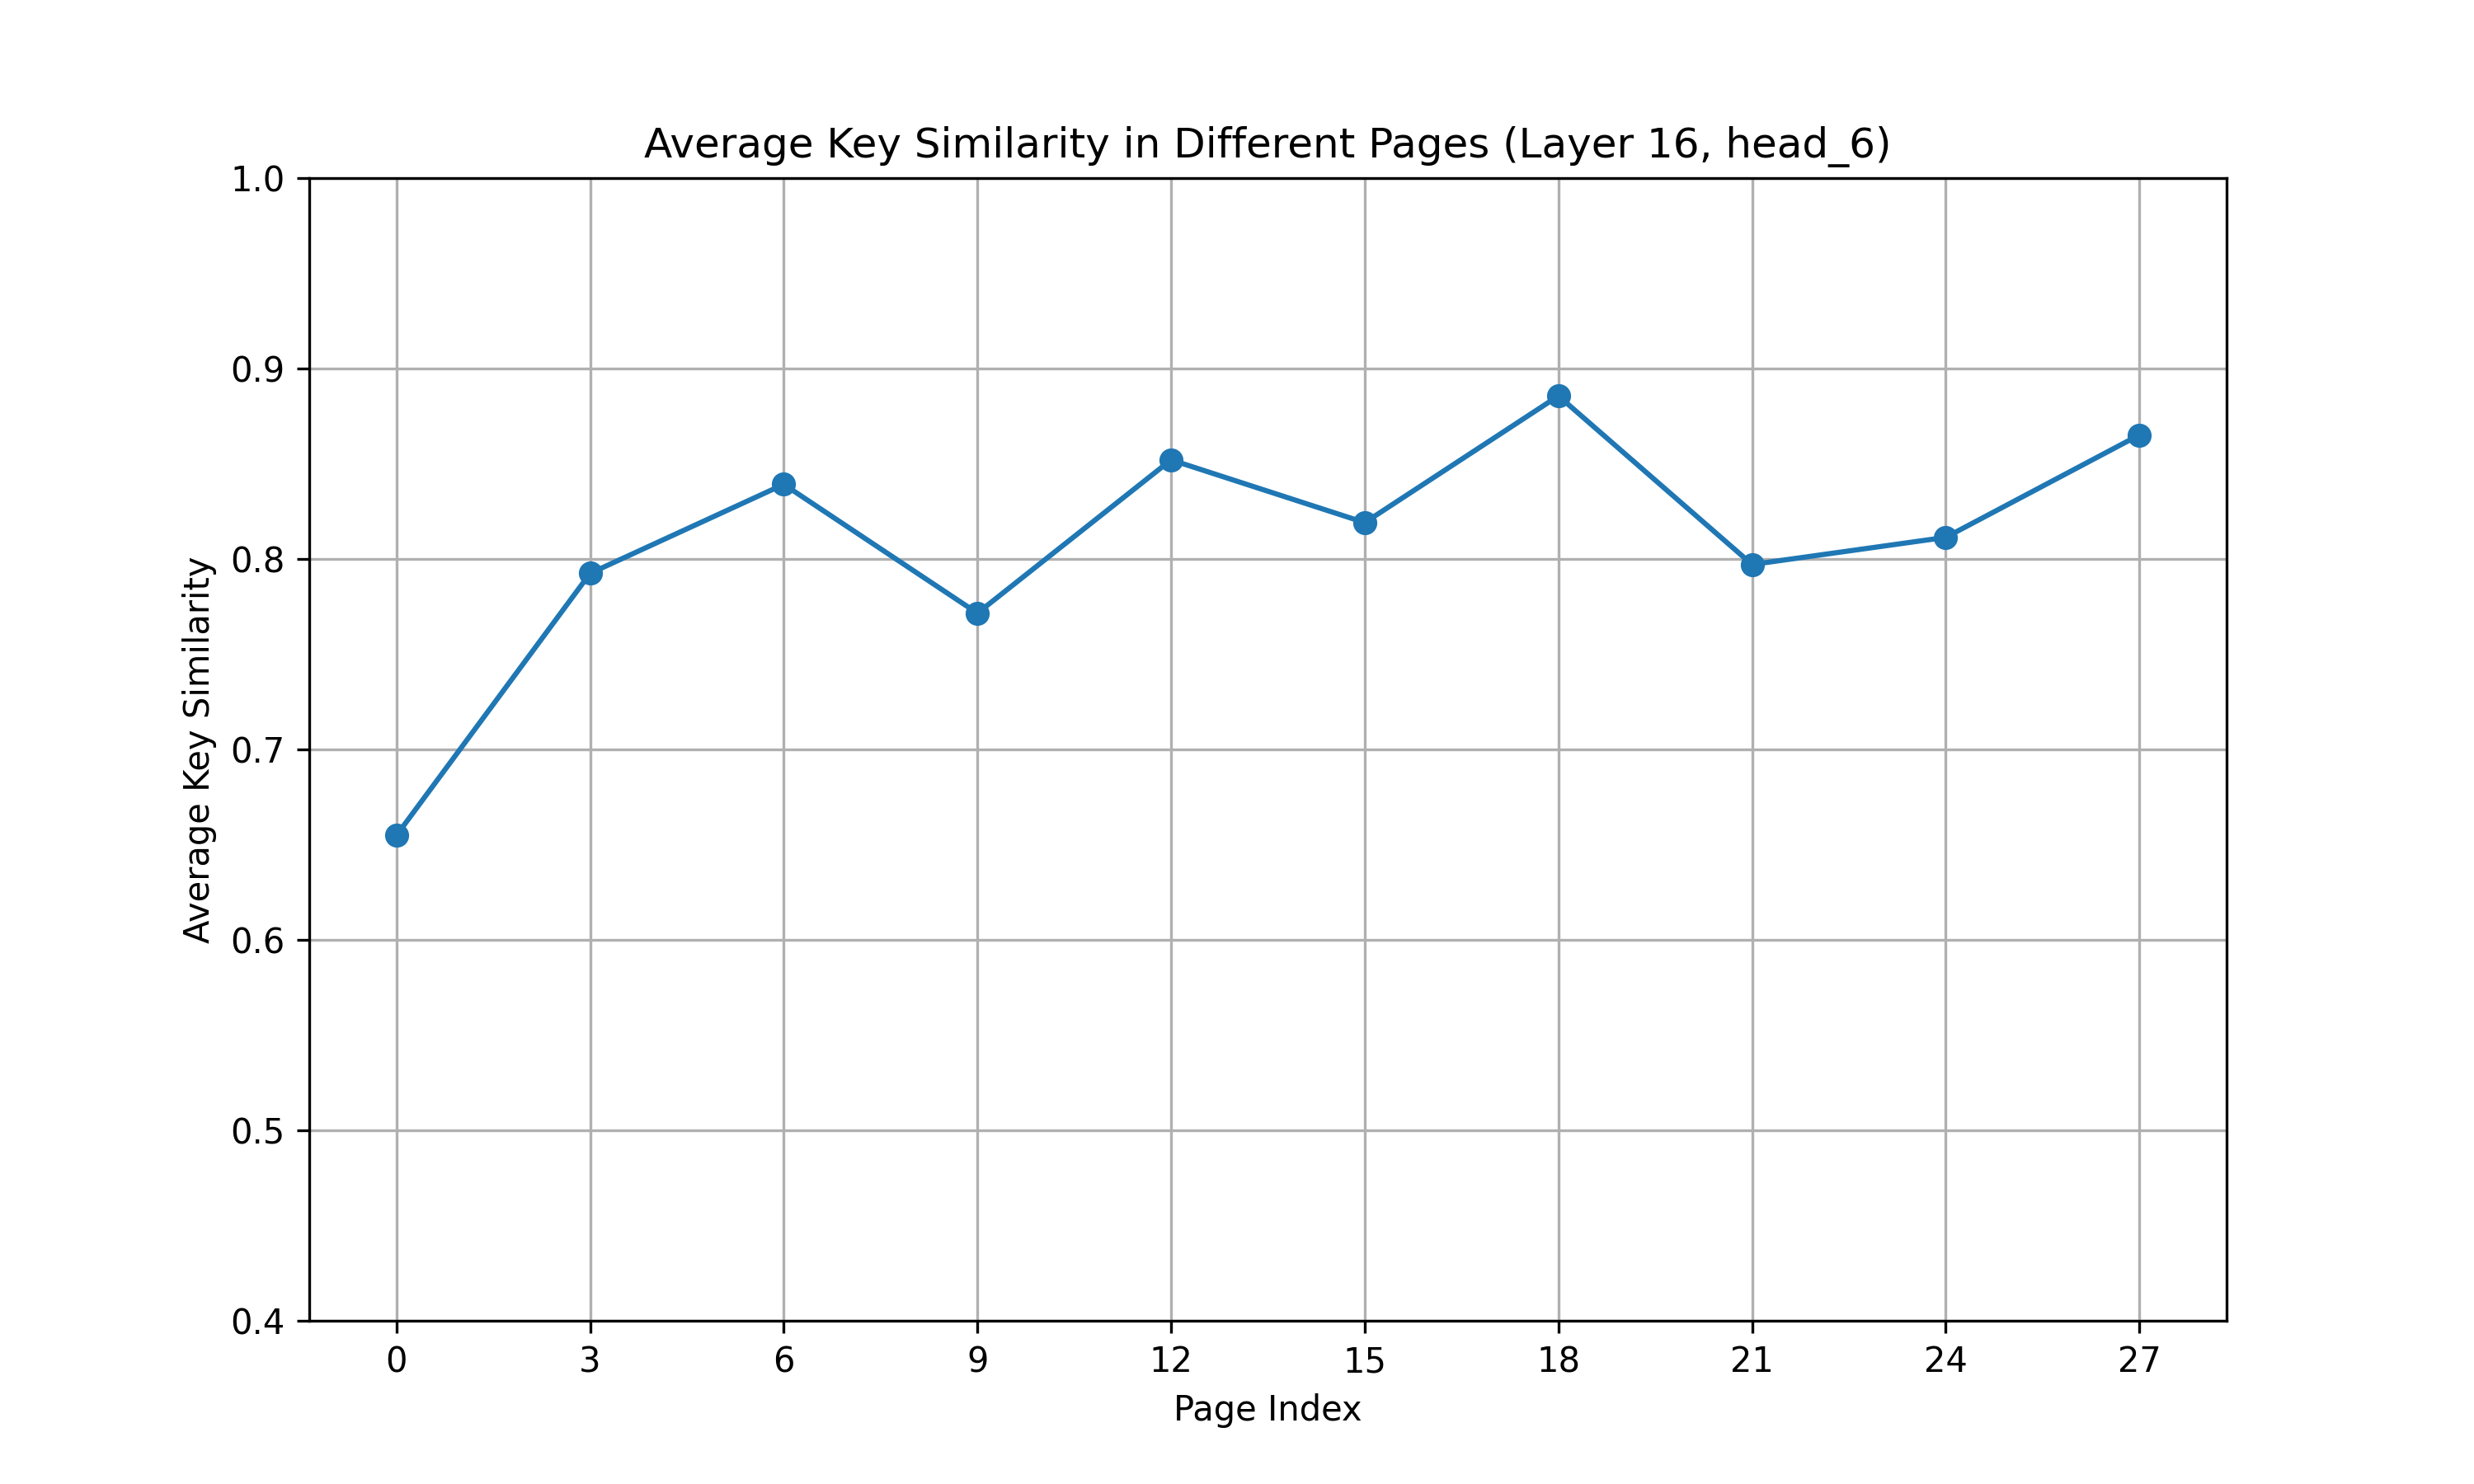 Average Key Similarity in Different Pages (Layer 16, head_6)
1.0
0.9
0.8
0.7
0.6
0.5
0.4
Average Key Similarity
0 3 6 9 12 15 18 21 24 27
Page Index